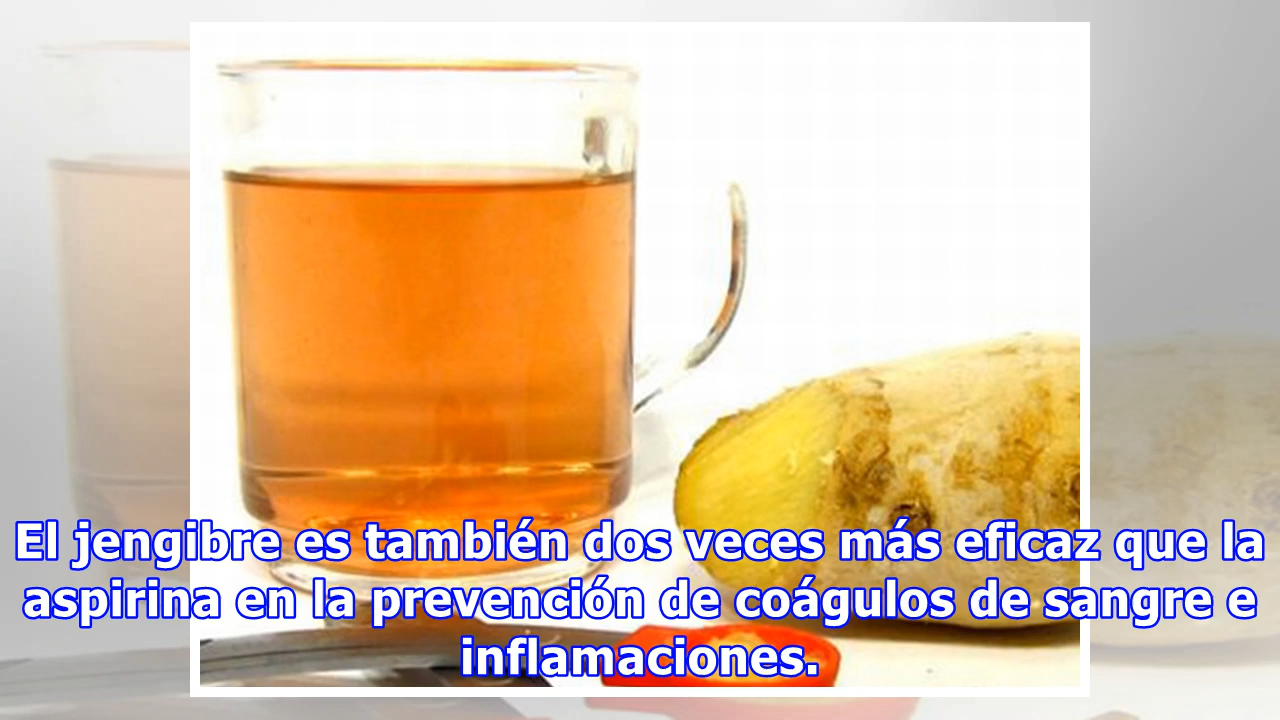 El jengibre es también dos veces más eficaz que la
aspirina en la prevención de coágulos de sangre e
inflamaciones.